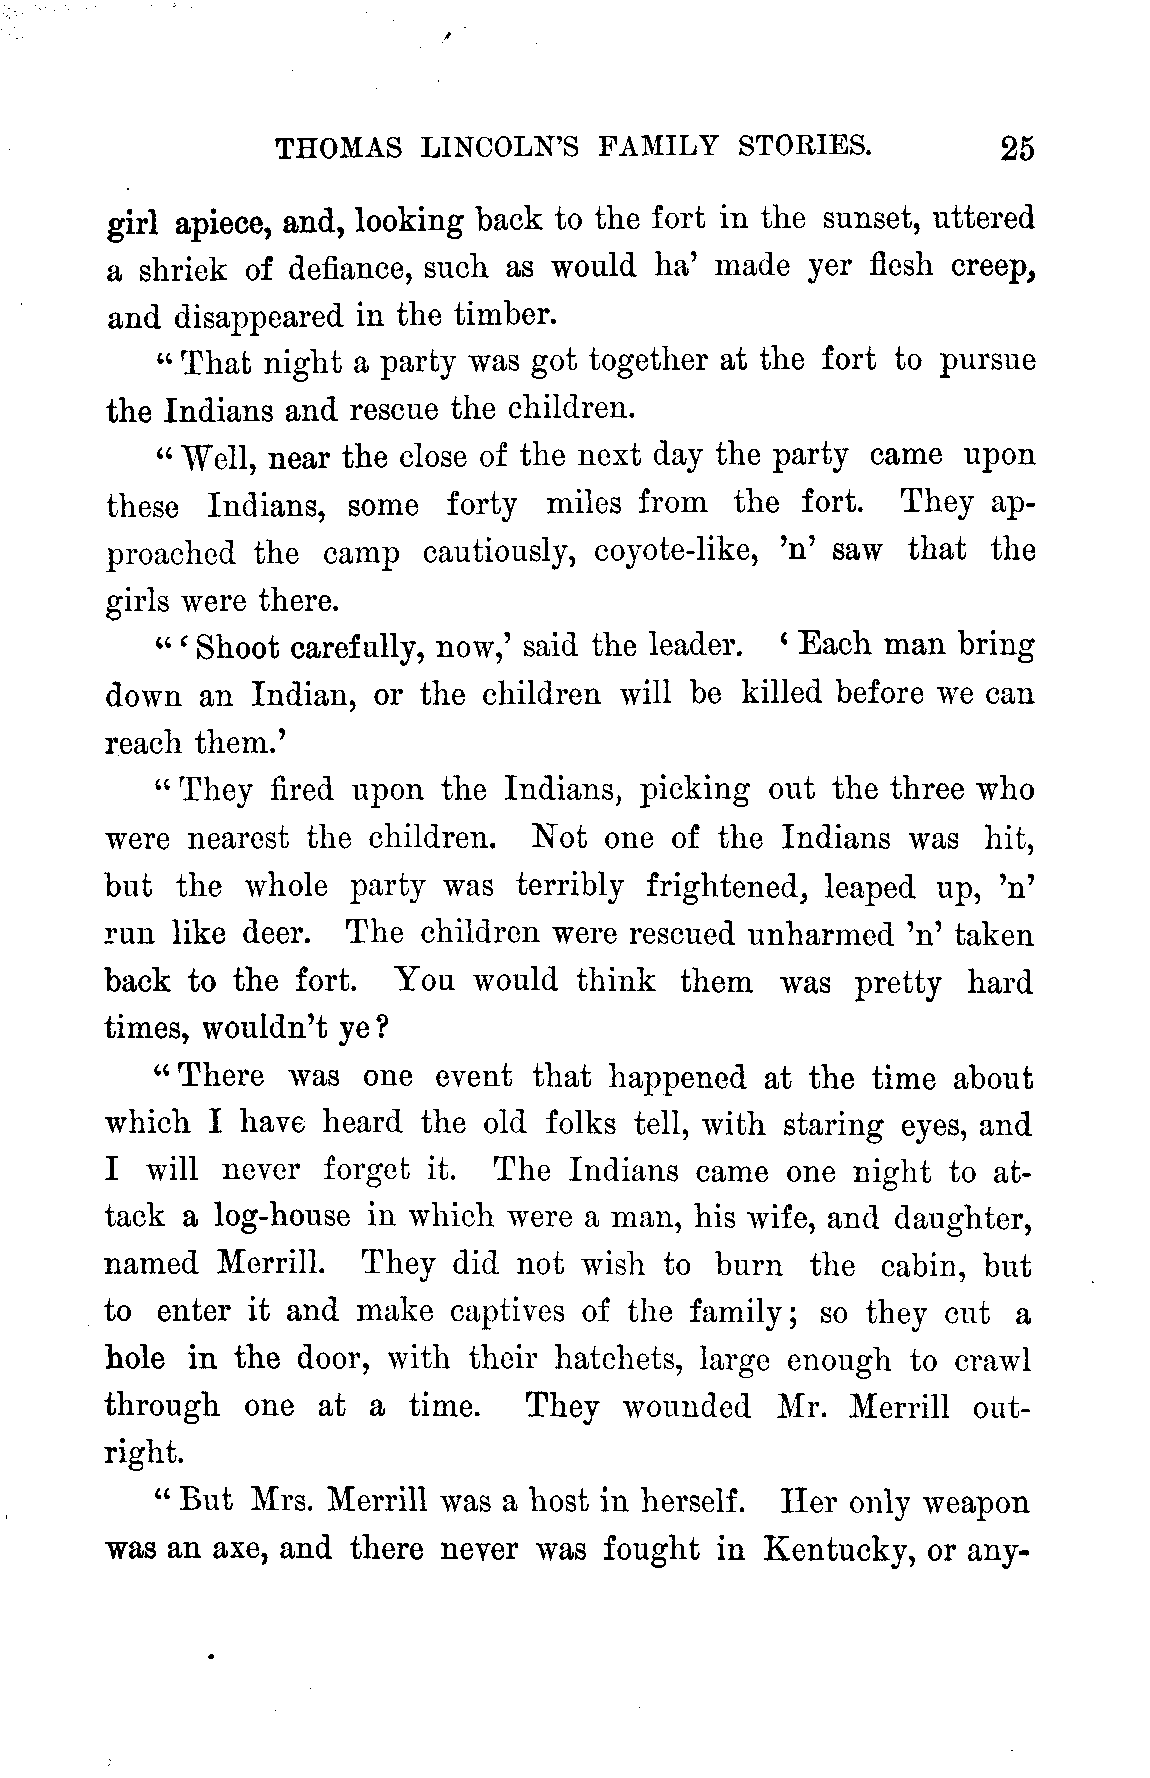 THOMAS LINCOLN'S FAMILY STORIES. 25
girl apiece, and, looking back to the fort in the sunset, uttered
a shriek of defiance, such as would ha' made yer flesh creep,
and disappeared in the timber.
“That night a party was got together at the fort to pursue
the Indians and rescue the children.
“Well, near the close of the next day the party came upon
these Indians, some forty miles from the fort. They ap-
proached the camp cautiously, coyote-like, 'n' saw that the
girls were there.
“‘Shoot carefully, now,’ said the leader. ‘Each man bring
down an Indian, or the children will be killed before we can
reach them.’
“They fired upon the Indians, picking out the three who
were nearest the children. Not one of the Indians was hit,
but the whole party was terribly frightened, leaped up, 'n'
run like deer. The children were rescued unharmed 'n' taken
back to the fort. You would think them was pretty hard
times, wouldn't ye?
“There was one event that happened at the time about
which I have heard the old folks tell, with staring eyes, and
I will never forget it. The Indians came one night to at-
tack a log-house in which were a man, his wife, and daughter,
named Merrill. They did not wish to burn the cabin, but
to enter it and make captives of the family; so they cut a
hole in the door, with their hatchets, large enough to crawl
through one at a time. They wounded Mr. Merrill out-
right.
“But Mrs. Merrill was a host in herself. Her only weapon
was an axe, and there never was fought in Kentucky, or any-